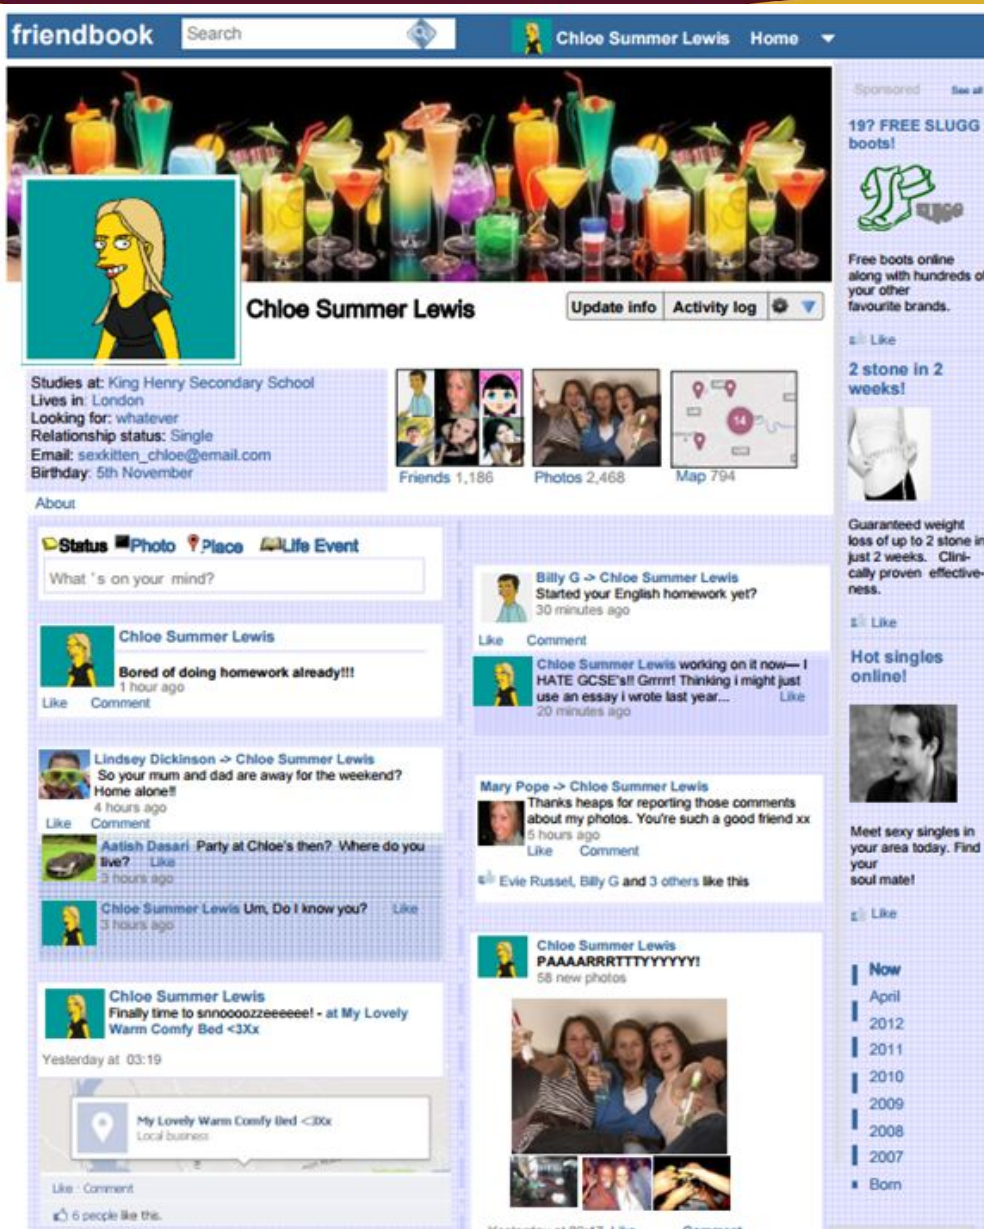 friendbook
Search
Chloe Summer Lewis Home
Sponsored See all
19? FREE SLUGG
boots!
SLUGG
Free boots online
along with hundreds of
your other
favourite brands.
Like
2 stone in 2
weeks!
Guaranteed weight
loss of up to 2 stone in
just 2 weeks. Clini-
cally proven effective-
ness.
Like
Hot singles
online!
Meet sexy singles in
your area today. Find
your
soul mate!
Like
Now
April
2012
2011
2010
2009
2008
2007
Born
Chloe Summer Lewis
Update info Activity log
Studies at: King Henry Secondary School
Lives in: London
Looking for: whatever
Relationship status: Single
Email: sexkitten_chloe@email.com
Birthday: 5th November
About
Friends 1,186
Photos 2,468
14
Map 794
Status Photo Place Life Event
What 's on your mind?
Chloe Summer Lewis
Bored of doing homework already!!!
1 hour ago
Like Comment
Lindsey Dickinson -> Chloe Summer Lewis
So your mum and dad are away for the weekend?
Home alone!!
4 hours ago
Like Comment
Aatish Dasari Party at Chloe's then? Where do you
live? Like
3 hours ago
Chloe Summer Lewis Um, Do I know you? Like
3 hours ago
Chloe Summer Lewis
Finally time to snnoooozzeeeeee! - at My Lovely
Warm Comfy Bed <3Xx
Yesterday at 03:19
My Lovely Warm Comfy Bed <3Xx
Local business
Like · Comment
6 people like this.
Billy G -> Chloe Summer Lewis
Started your English homework yet?
30 minutes ago
Like Comment
Chloe Summer Lewis working on it now— I
HATE GCSE's!! Grrrr! Thinking i might just
use an essay i wrote last year... Like
20 minutes ago
Mary Pope -> Chloe Summer Lewis
Thanks heaps for reporting those comments
about my photos. You're such a good friend xx
5 hours ago
Like Comment
Evie Russel, Billy G and 3 others like this
Chloe Summer Lewis
PAAAARRRTTTYYYYYY!
58 new photos